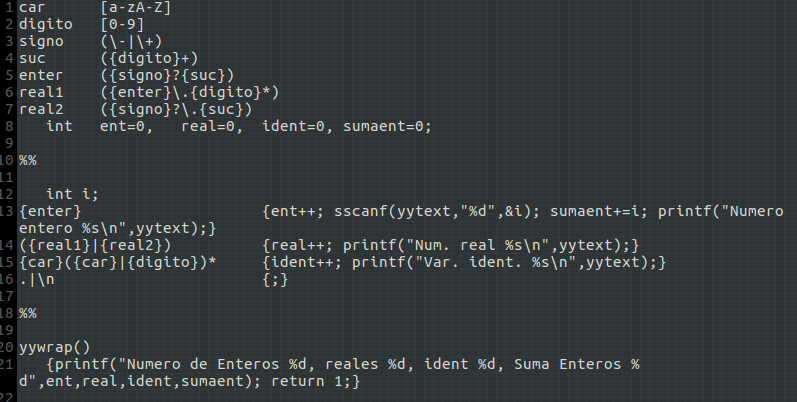 1 car      [a-zA-Z]
2 digito   [0-9]
3 signo    (\-|\+)
4 suc      ({digito}+)
5 enter    ({signo}?{suc})
6 real1    ({enter}\.{digito}*)
7 real2    ({signo}?\.{suc})
8    int   ent=0,   real=0,  ident=0, sumaent=0;
9
10 %%
11
12    int i;
13 {enter}                    {ent++; sscanf(yytext,"%d",&i); sumaent+=i; printf("Numero
entero %s\n",yytext);}
14 ({real1}|{real2})          {real++; printf("Num. real %s\n",yytext);}
15 {car}({car}|{digito})*     {ident++; printf("Var. ident. %s\n",yytext);}
16 .|\n                       {;}
17
18 %%
19
20 yywrap()
21    {printf("Numero de Enteros %d, reales %d, ident %d, Suma Enteros %
d",ent,real,ident,sumaent); return 1;}
22